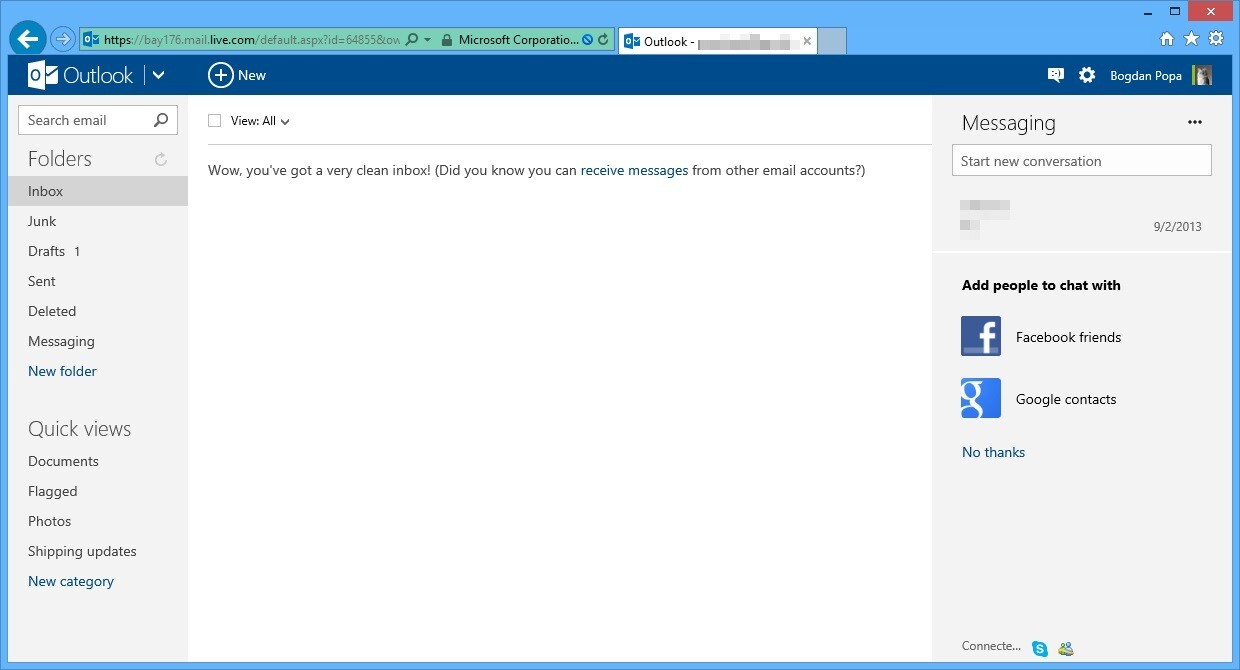 https://bay176.mail.live.com/default.aspx?id=64855&ov
Microsoft Corporatio...
Outlook -
Outlook
New
Bogdan Popa
Search email
Folders
Inbox
Junk
Drafts 1
Sent
Deleted
Messaging
New folder
Quick views
Documents
Flagged
Photos
Shipping updates
New category
View: All
Wow, you've got a very clean inbox! (Did you know you can receive messages from other email accounts?)
Messaging
Start new conversation
9/2/2013
Add people to chat with
Facebook friends
Google contacts
No thanks
Connecte...